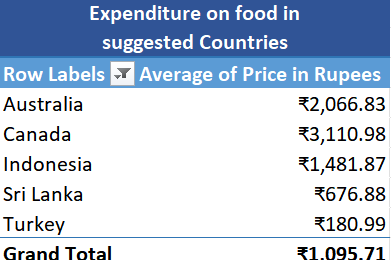 Expenditure on food in
suggested Countries
Row Labels Average of Price in Rupees
Australia ₹2,066.83
Canada ₹3,110.98
Indonesia ₹1,481.87
Sri Lanka ₹676.88
Turkey ₹180.99
Grand Total ₹1,095.71